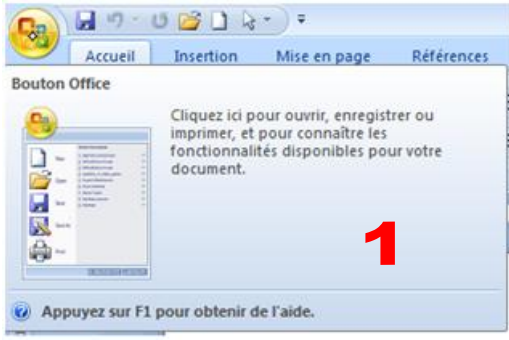 Accueil Insertion Mise en page Références
Bouton Office
Cliquez ici pour ouvrir, enregistrer ou
imprimer, et pour connaître les
fonctionnalités disponibles pour votre
document.
1
Appuyez sur F1 pour obtenir de l'aide.